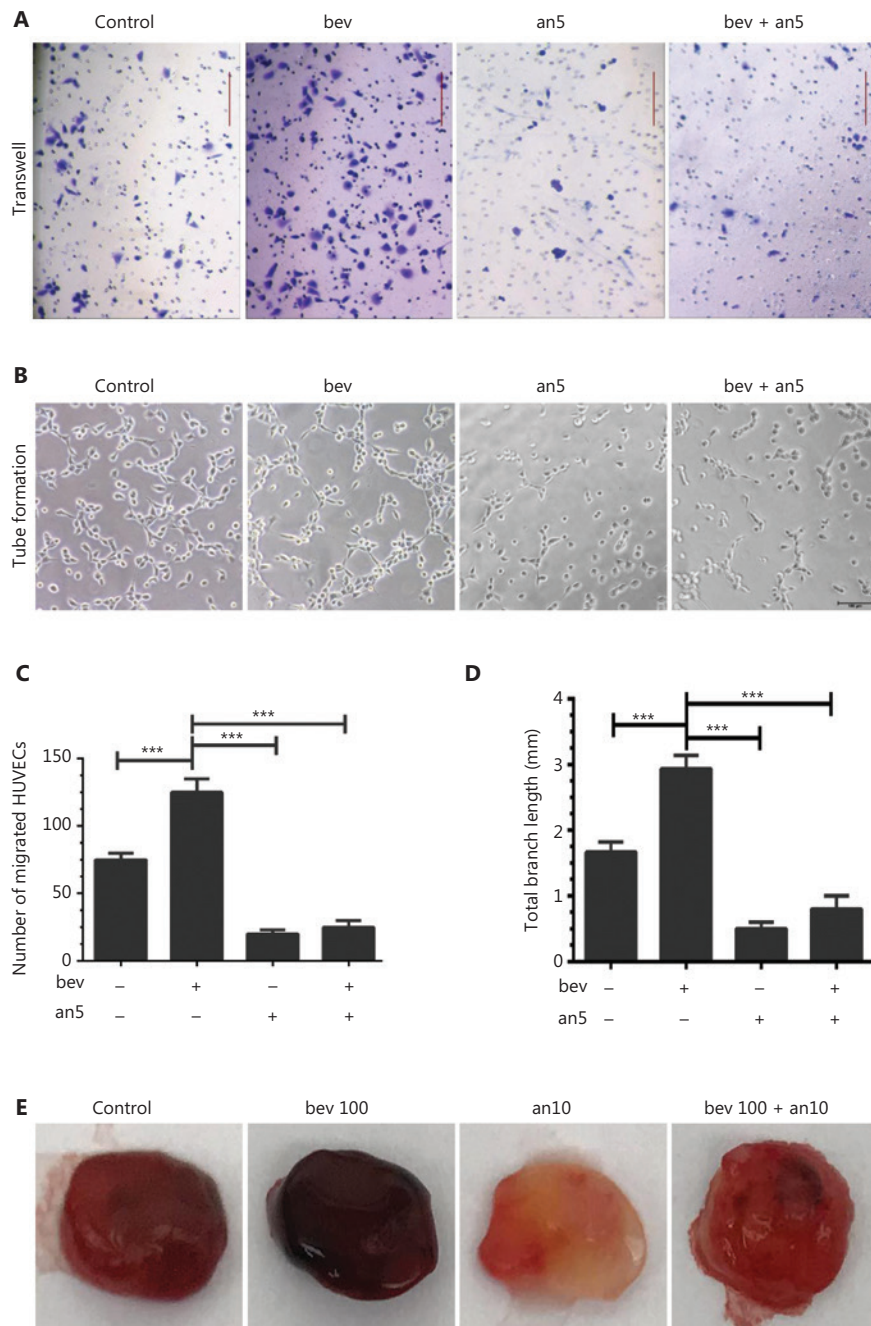 A
Control bev an5 bev + an5
Transwell
B
Control bev an5 bev + an5
Tube formation
C
Number of migrated HUVECs
150
100
50
0
*** *** ***
bev – + – +
an5 – – + +
D
Total branch length (mm)
4
3
2
1
0
*** *** ***
bev – + – +
an5 – – + +
E
Control bev 100 an10 bev 100 + an10